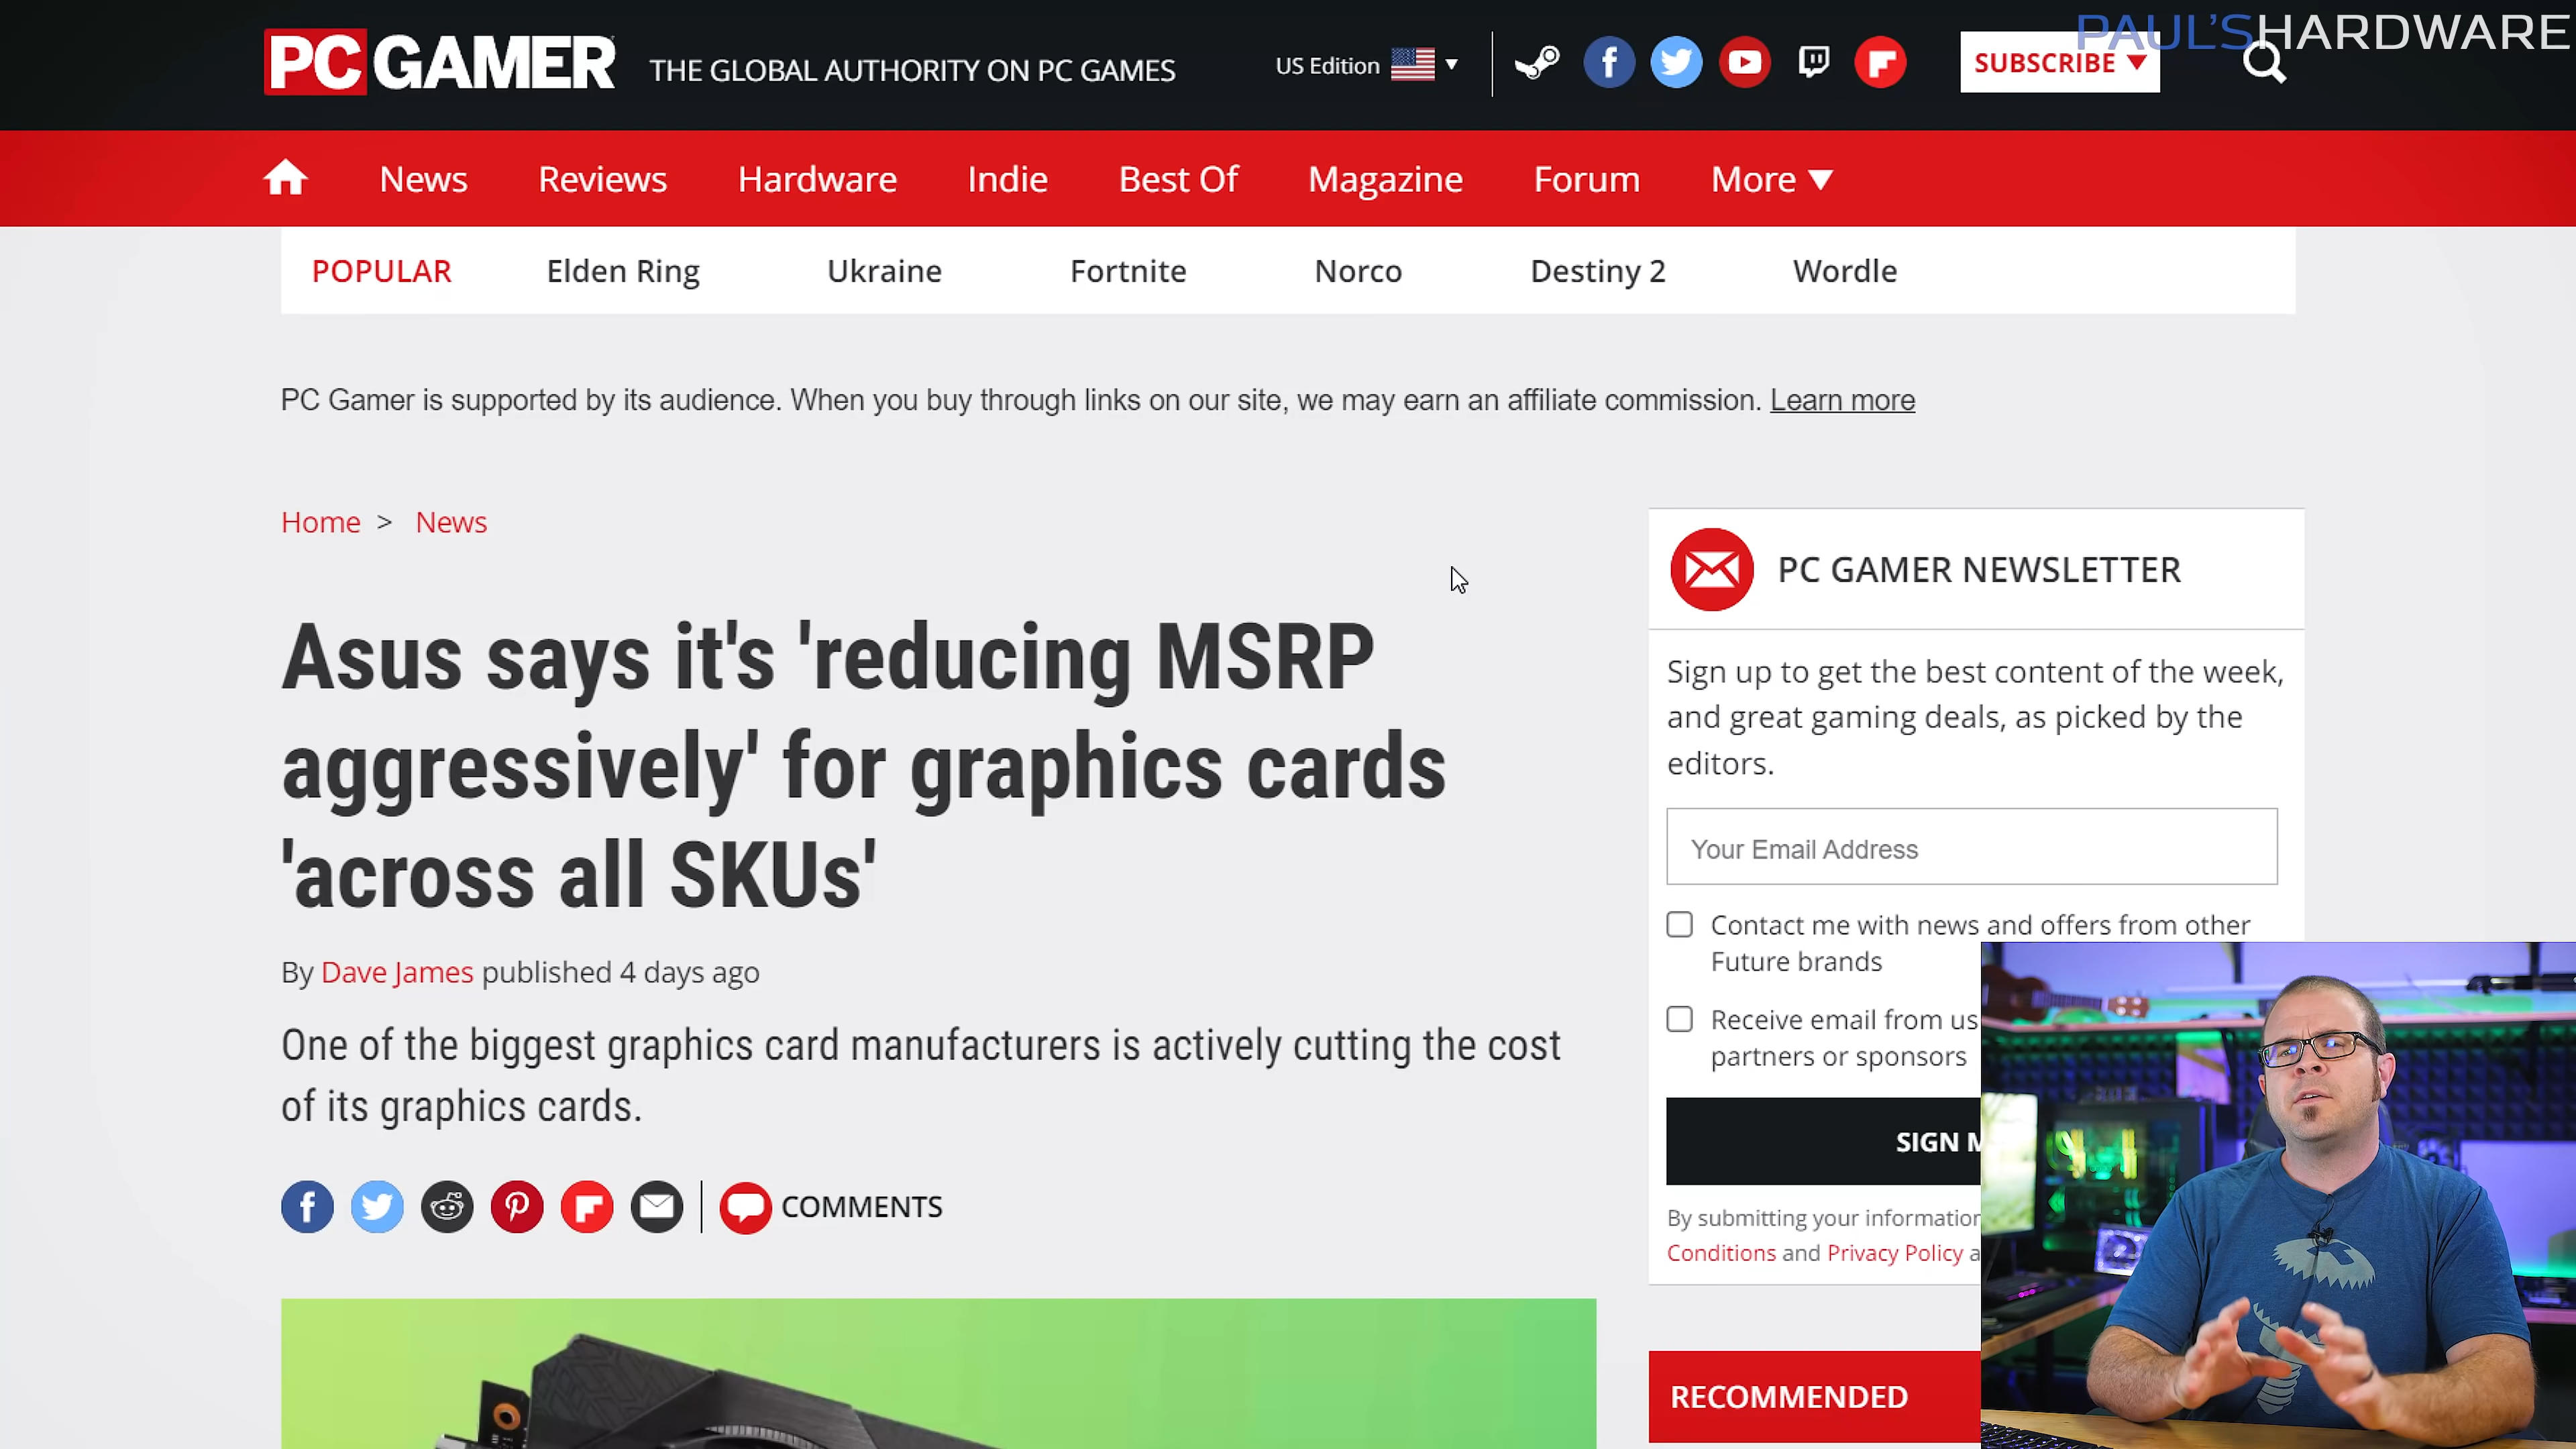 PAUL'SHARDWARE
PC GAMER THE GLOBAL AUTHORITY ON PC GAMES
US Edition
SUBSCRIBE
News Reviews Hardware Indie Best Of Magazine Forum More
POPULAR Elden Ring Ukraine Fortnite Norco Destiny 2 Wordle
PC Gamer is supported by its audience. When you buy through links on our site, we may earn an affiliate commission. Learn more
Home > News
Asus says it's 'reducing MSRP
aggressively' for graphics cards
'across all SKUs'
By Dave James published 4 days ago
One of the biggest graphics card manufacturers is actively cutting the cost
of its graphics cards.
COMMENTS
PC GAMER NEWSLETTER
Sign up to get the best content of the week,
and great gaming deals, as picked by the
editors.
Your Email Address
Contact me with news and offers from other
Future brands
Receive email from us
partners or sponsors
SIGN
By submitting your information
Conditions and Privacy Policy a
RECOMMENDED